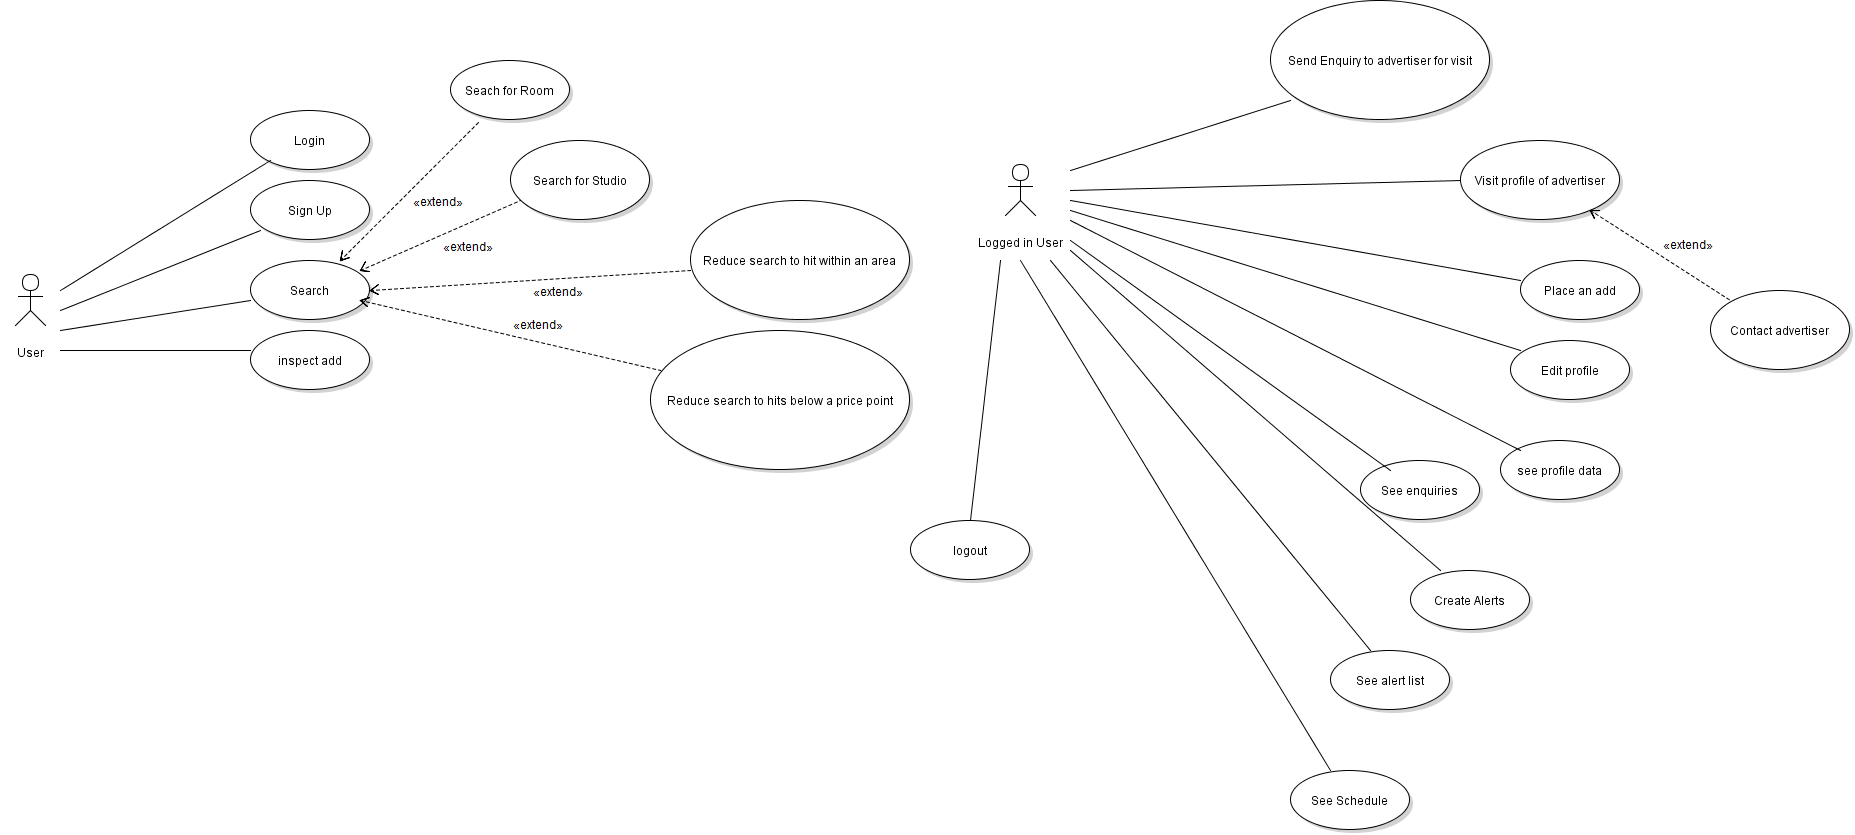 Send Enquiry to advertiser for visit
Seach for Room
Login
Search for Studio
Visit profile of advertiser
«extend»
Sign Up
Logged in User
«extend»
«extend»
Reduce search to hit within an area
Search
«extend»
Place an add
«extend»
Contact advertiser
User
inspect add
Edit profile
Reduce search to hits below a price point
see profile data
See enquiries
logout
Create Alerts
See alert list
See Schedule